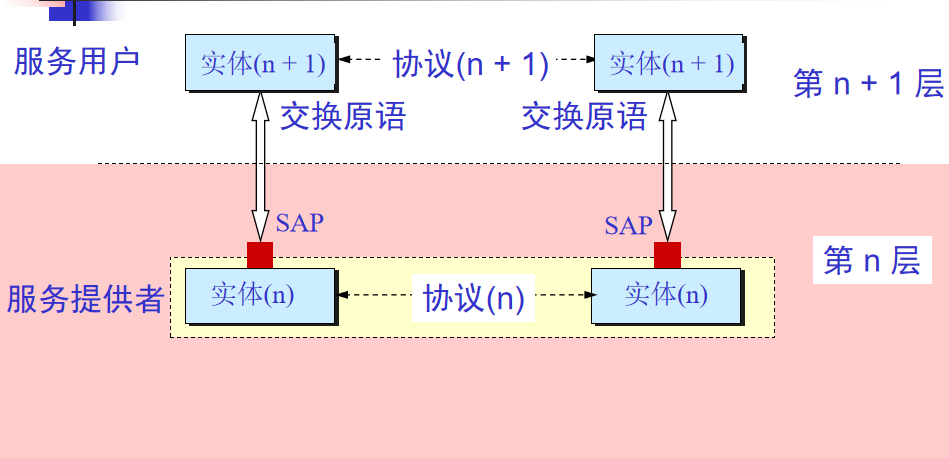 服务用户
实体(n + 1)
协议(n + 1)
实体(n + 1)
第 n + 1 层
交换原语
交换原语
SAP
SAP
第 n 层
服务提供者
实体(n)
协议(n)
实体(n)